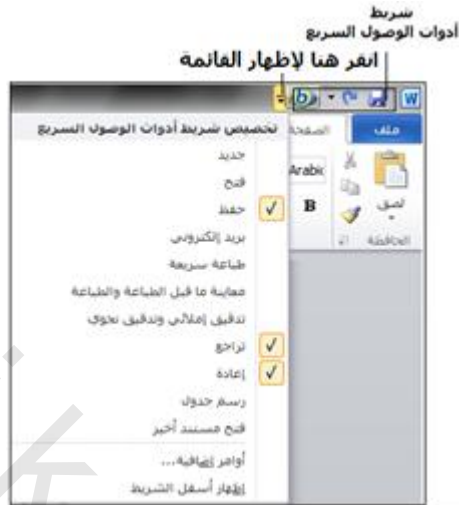 شريط
أدوات الوصول السريع
انقر هنا لإظهار القائمة
W
ملف
الصفحة
تخصيص شريط أدوات الوصول السريع
لصق
الحافظة
Arabic
B
جديد
فتح
حفظ
بريد إلكتروني
طباعة سريعة
معاينة ما قبل الطباعة والطباعة
تدقيق إملائي وتدقيق نحوي
تراجع
إعادة
رسم جدول
فتح مستند أخير
أوامر إضافية...
إظهار أسفل الشريط